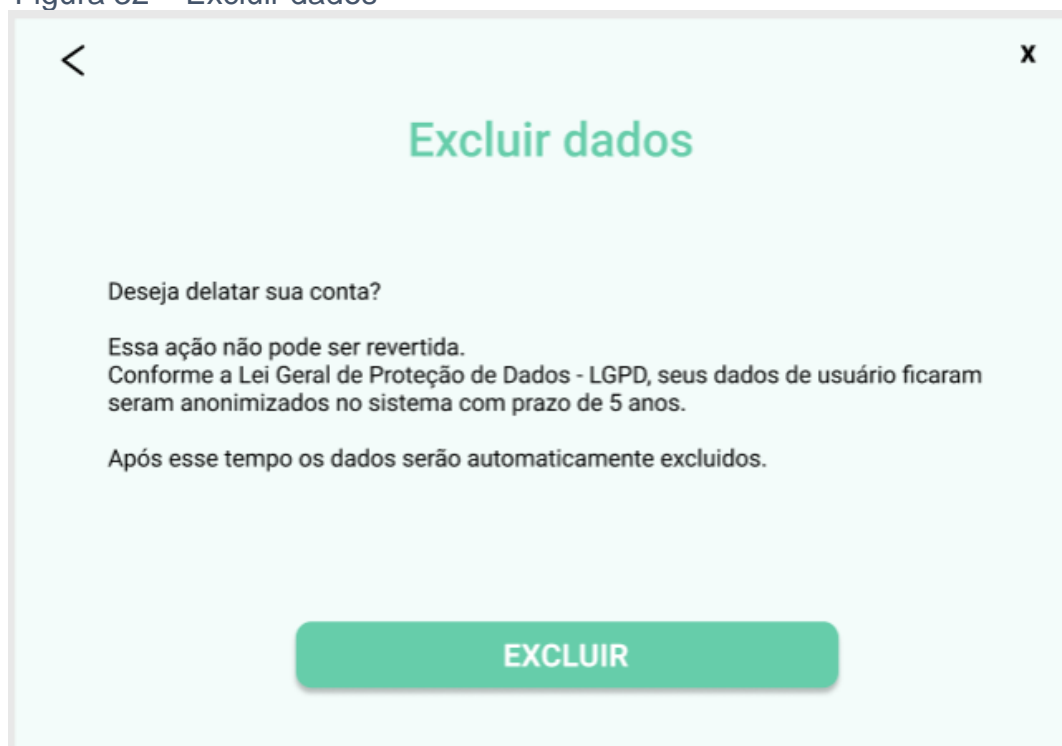 Figura 32 – Excluir dados
<
x
Excluir dados
Deseja delatar sua conta?
Essa ação não pode ser revertida.
Conforme a Lei Geral de Proteção de Dados - LGPD, seus dados de usuário ficaram
seram anonimizados no sistema com prazo de 5 anos.
Após esse tempo os dados serão automaticamente excluidos.
EXCLUIR